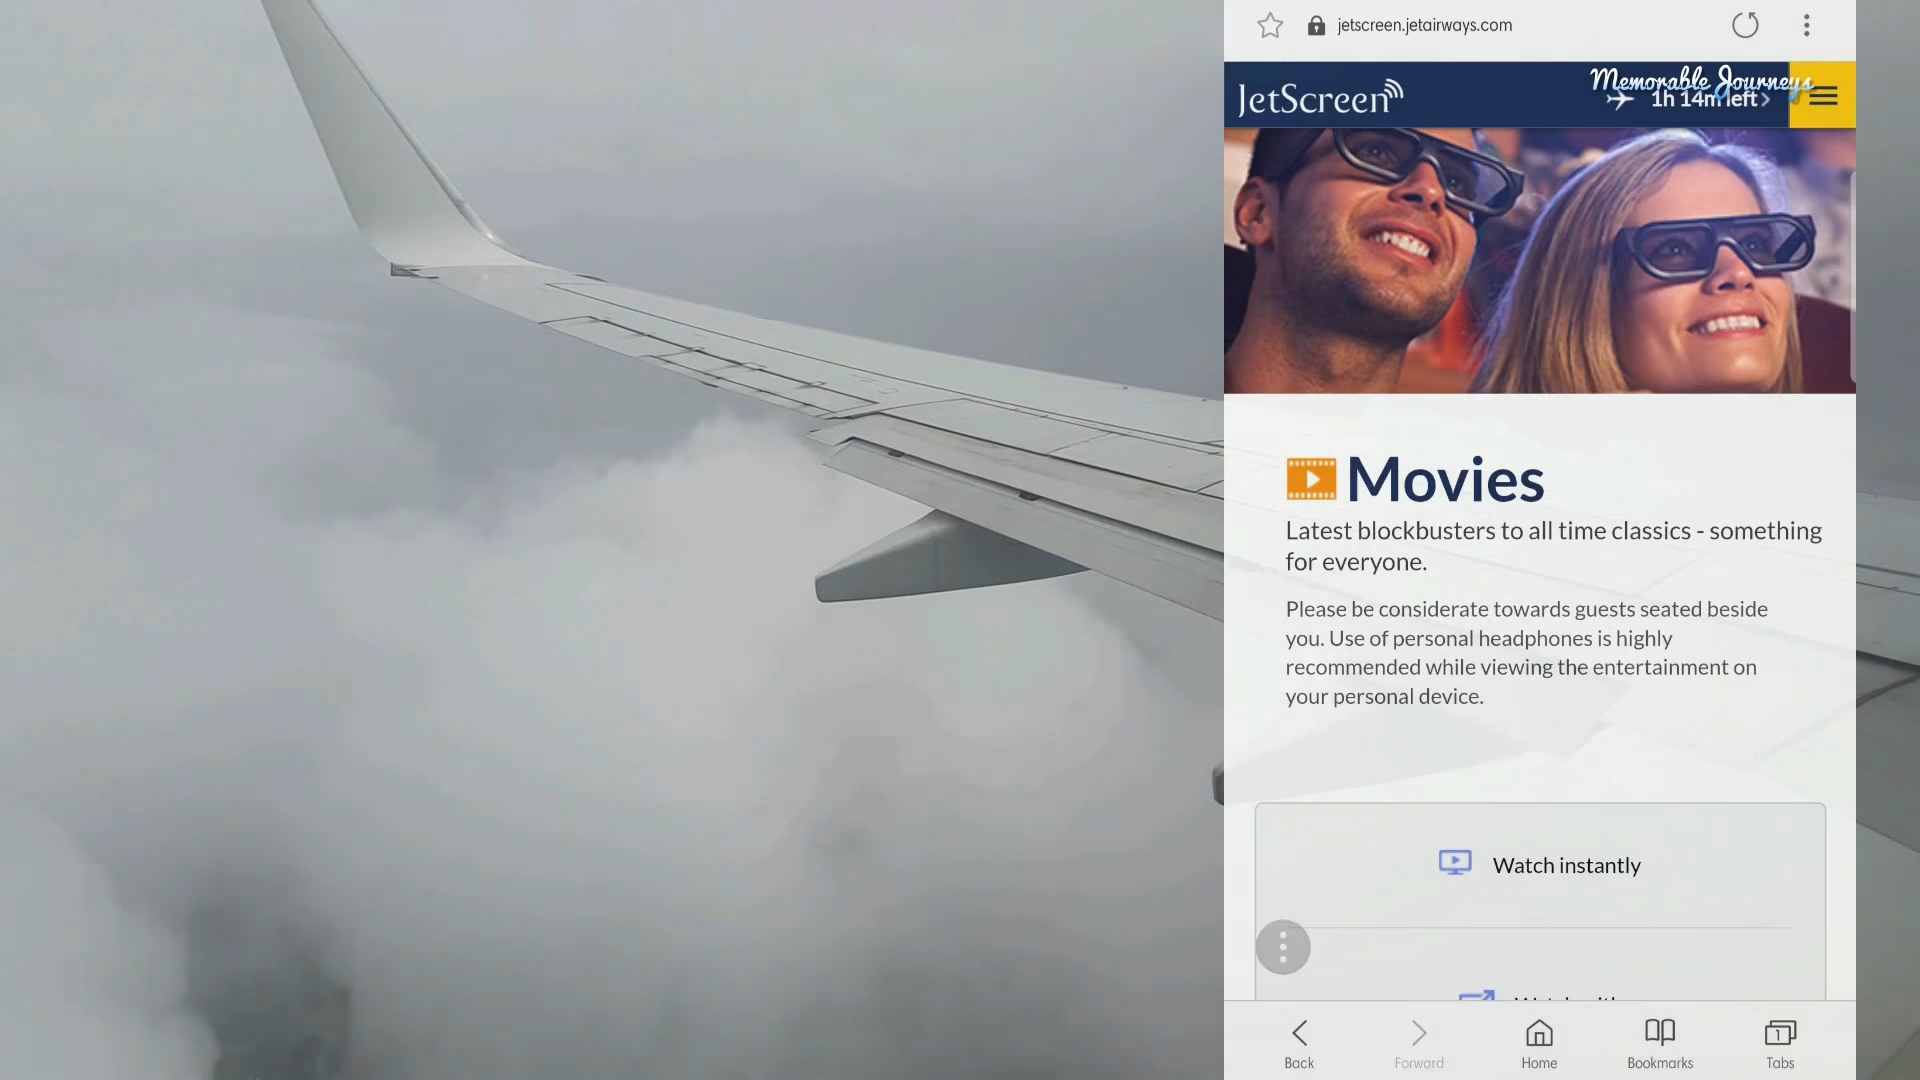 jetscreen.jetairways.com
Memorable Journeys
JetScreen
1h 14m left
Movies
Latest blockbusters to all time classics - something
for everyone.
Please be considerate towards guests seated beside
you. Use of personal headphones is highly
recommended while viewing the entertainment on
your personal device.
Watch instantly
Back
Forward
Home
Bookmarks
1
Tabs